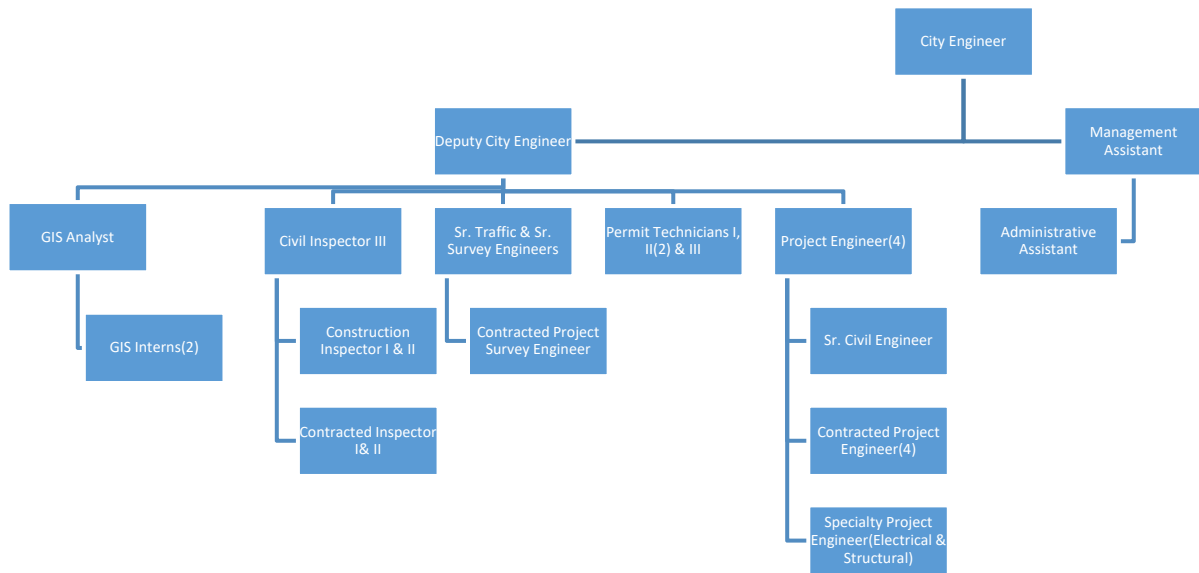 City Engineer
Deputy City Engineer
Management
Assistant
GIS Analyst
Civil Inspector III
Sr. Traffic & Sr.
Survey Engineers
Permit Technicians I,
II(2) & III
Project Engineer(4)
Administrative
Assistant
GIS Interns(2)
Construction
Inspector I & II
Contracted Project
Survey Engineer
Sr. Civil Engineer
Contracted Inspector
I& II
Contracted Project
Engineer(4)
Specialty Project
Engineer(Electrical &
Structural)